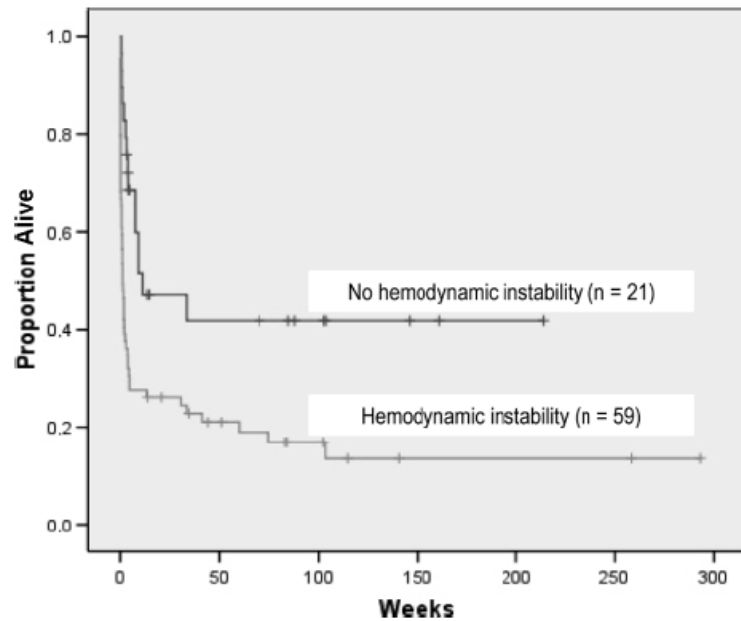 1.0
0.8
0.6
0.4
0.2
0.0
Proportion Alive
No hemodynamic instability (n = 21)
Hemodynamic instability (n = 59)
0 50 100 150 200 250 300
Weeks